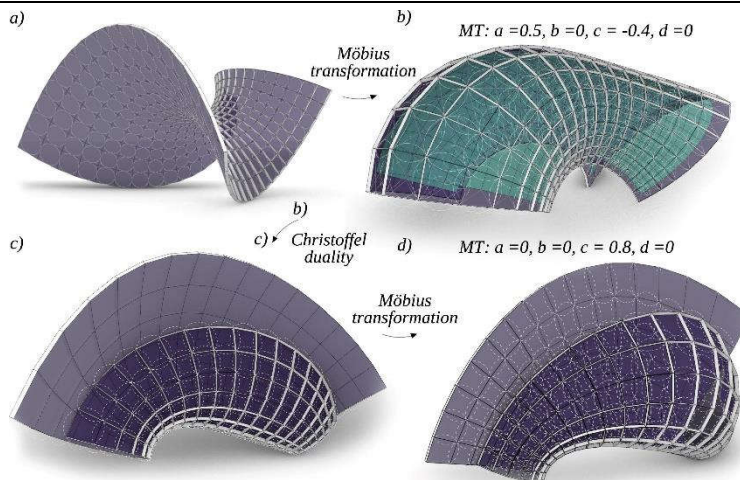 a)
Möbius
transformation
b)
MT: a =0.5, b =0, c = -0.4, d =0
b)
c) Christoffel
duality
c)
Möbius
transformation
d)
MT: a =0, b =0, c = 0.8, d =0